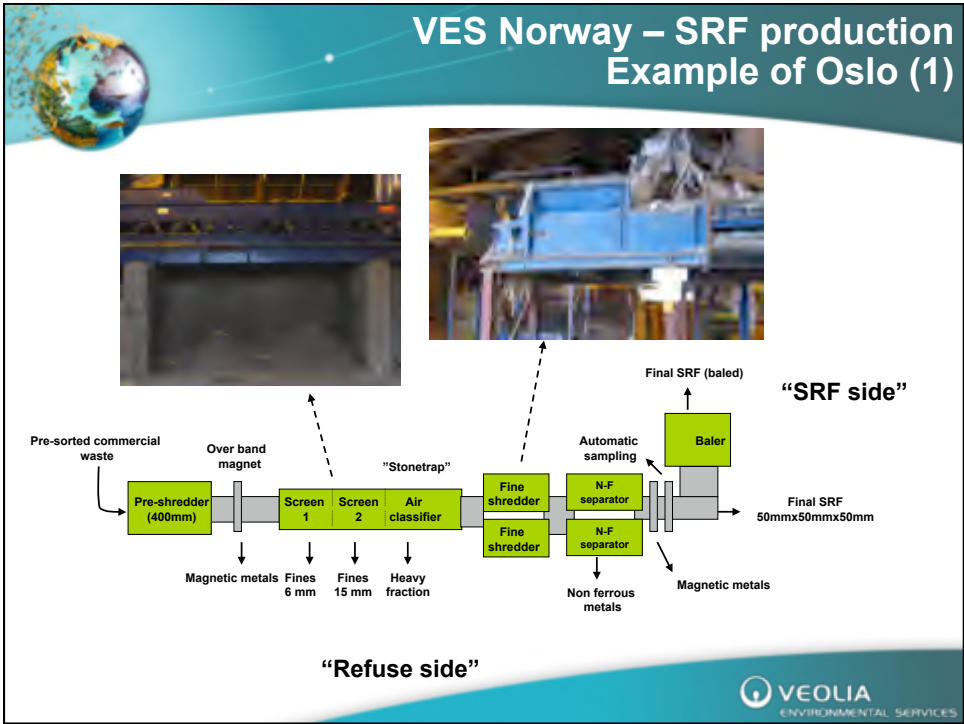 VES Norway – SRF production
Example of Oslo (1)
Final SRF (baled)
“SRF side”
Pre-sorted commercial
waste
Over band
magnet
”Stonetrap”
Automatic
sampling
Baler
Pre-shredder
(400mm)
Screen
1
Screen
2
Air
classifier
Fine
shredder
Fine
shredder
N-F
separator
N-F
separator
Final SRF
50mmx50mmx50mm
Magnetic metals
Fines
6 mm
Fines
15 mm
Heavy
fraction
Non ferrous
metals
Magnetic metals
“Refuse side”
VEOLIA
ENVIRONMENTAL SERVICES